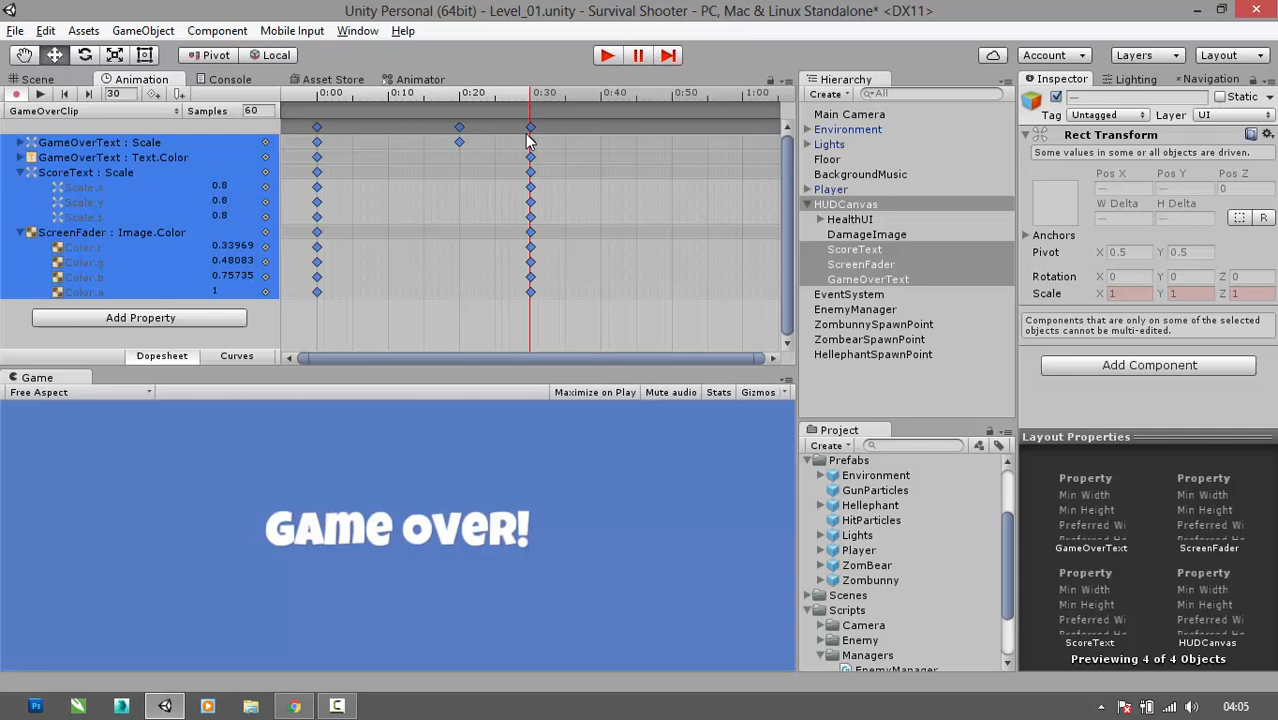 Unity Personal (64bit) - Level_01.unity - Survival Shooter - PC, Mac & Linux Standalone* <DX11>
File Edit Assets GameObject Component Mobile Input Window Help
Pivot Local Account Layers Layout
Scene Animation Console Asset Store Animator
30 0:00 0:10 0:20 0:30 0:40 0:50 1:00
GameOverClip Samples 60
GameOverText : Scale
GameOverText : Text.Color
ScoreText : Scale
Scale.x 0.8
Scale.y 0.8
Scale.z 0.8
ScreenFader : Image.Color
Color.r 0.33969
Color.g 0.48083
Color.b 0.75735
Color.a 1
Add Property
Dopesheet Curves
Game
Free Aspect Maximize on Play Mute audio Stats Gizmos
GAME OVER!
Hierarchy
Create All
Main Camera
Environment
Lights
Floor
BackgroundMusic
Player
HUDCanvas
HealthUI
DamageImage
ScoreText
ScreenFader
GameOverText
EventSystem
EnemyManager
ZombunnySpawnPoint
ZombearSpawnPoint
HellephantSpawnPoint
Project
Create
Prefabs
Environment
GunParticles
Hellephant
HitParticles
Lights
Player
ZomBear
Zombunny
Scenes
Scripts
Camera
Enemy
Managers
EnemyManager
Inspector Lighting Navigation
— Static
Tag Untagged Layer UI
Rect Transform
Some values in some or all objects are driven.
Pos X Pos Y Pos Z
— — 0
W Delta H Delta
— — R
Anchors
Pivot X 0.5 Y 0.5
Rotation X 0 Y 0 Z 0
Scale X 1 Y 1 Z 1
Components that are only on some of the selected
objects cannot be multi-edited.
Add Component
Layout Properties
Property Property
Min Width Min Width
Min Height Min Height
Preferred Wi Preferred Wi
GameOverText ScreenFader
Property Property
Min Width Min Width
Min Height Min Height
Preferred Wi Preferred Wi
ScoreText HUDCanvas
Previewing 4 of 4 Objects
Ps
04:05